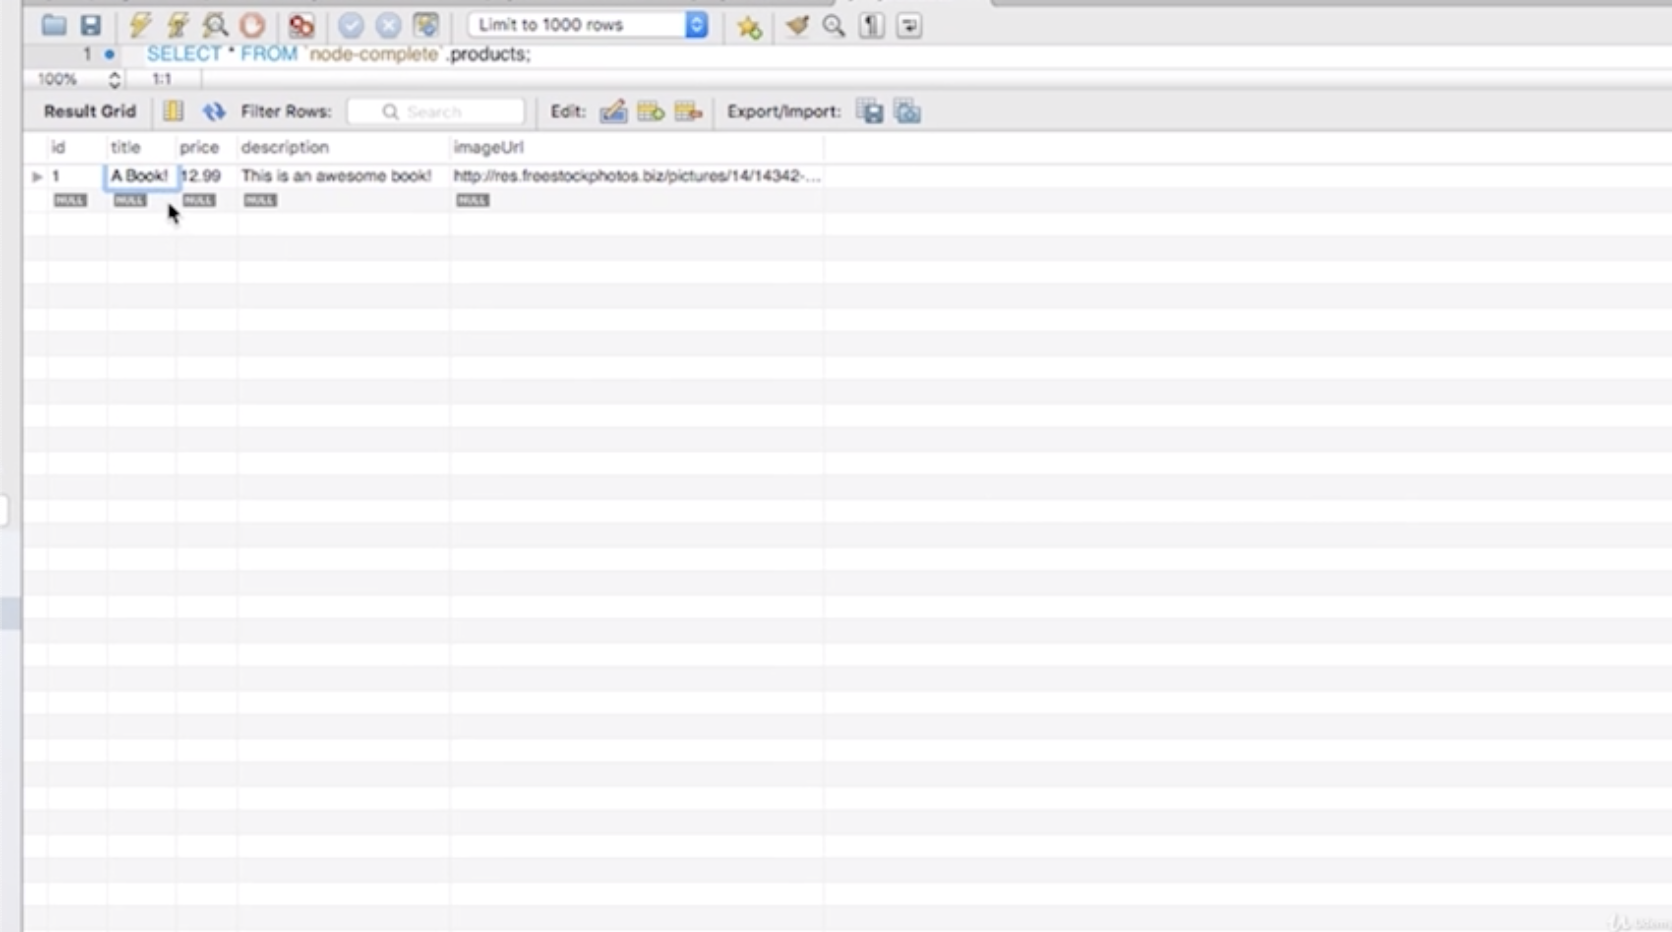 Limit to 1000 rows
1 SELECT * FROM `node-complete`.products;
100% 1:1
Result Grid Filter Rows: Search Edit: Export/Import:
id title price description imageUrl
1 A Book! 12.99 This is an awesome book! http://res.freestockphotos.biz/pictures/14/14342-...
NULL NULL NULL NULL NULL
Udemy